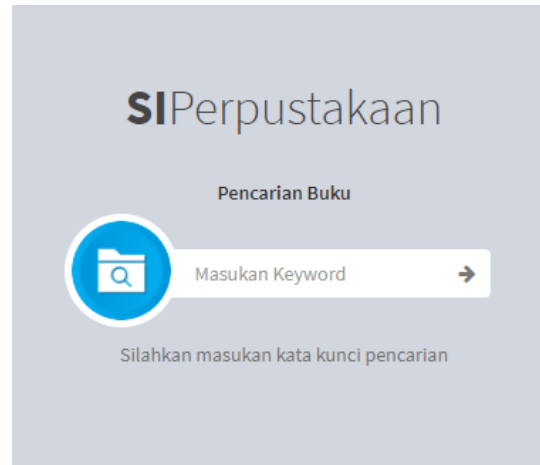 SIPerpustakaan
Pencarian Buku
Masukan Keyword
Silahkan masukan kata kunci pencarian